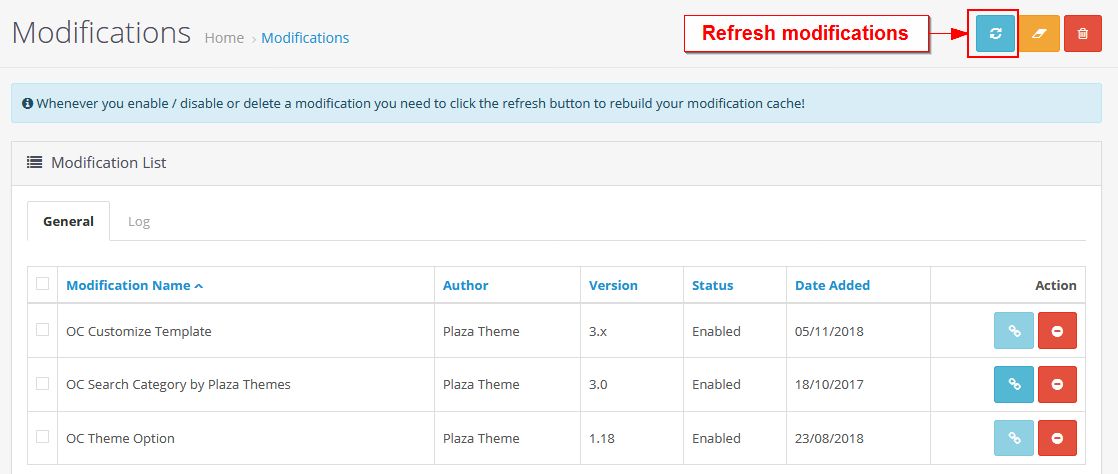 Modifications Home › Modifications Refresh modifications
Whenever you enable / disable or delete a modification you need to click the refresh button to rebuild your modification cache!
Modification List
General Log
Modification Name Author Version Status Date Added Action
OC Customize Template Plaza Theme 3.x Enabled 05/11/2018
OC Search Category by Plaza Themes Plaza Theme 3.0 Enabled 18/10/2017
OC Theme Option Plaza Theme 1.18 Enabled 23/08/2018